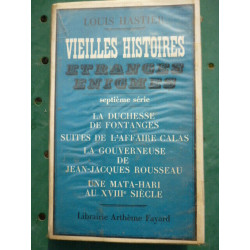 LOUIS HASTIER
VIEILLES HISTOIRES
ÉTRANGES
ÉNIGMES
septième série
LA DUCHESSE
DE FONTANGES
SUITES DE L'AFFAIRE CALAS
LA GOUVERNEUSE
DE
JEAN-JACQUES ROUSSEAU
UNE MATA-HARI
AU XVIIIe SIÈCLE
Librairie Arthème Fayard